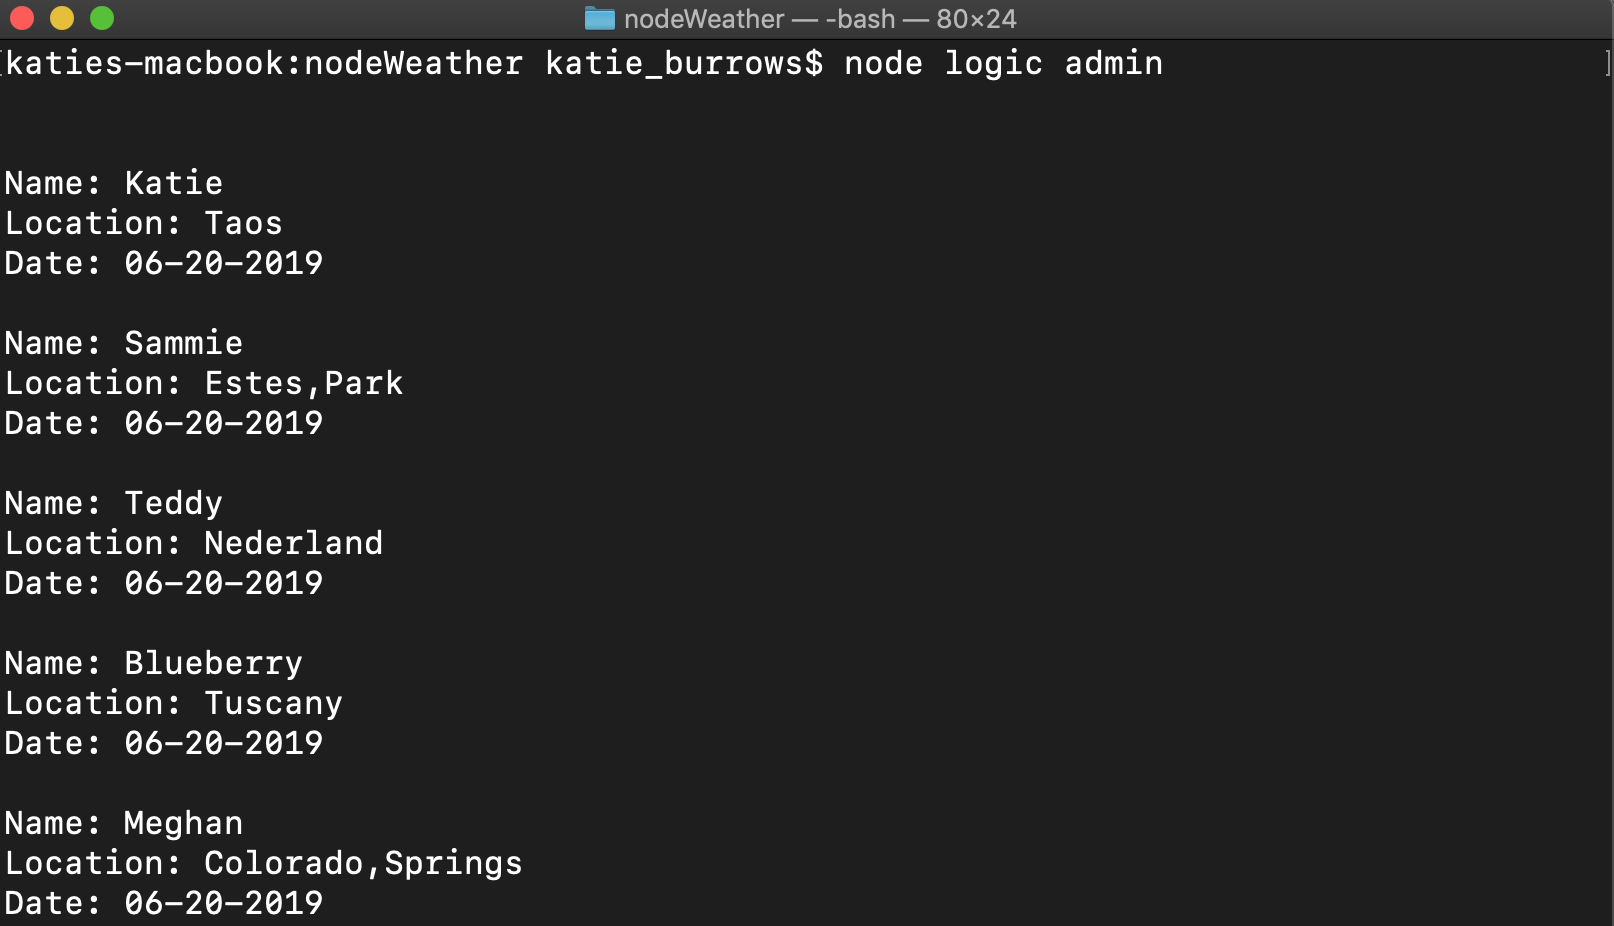 nodeWeather — -bash — 80×24
katies-macbook:nodeWeather katie_burrows$ node logic admin
Name: Katie
Location: Taos
Date: 06-20-2019
Name: Sammie
Location: Estes,Park
Date: 06-20-2019
Name: Teddy
Location: Nederland
Date: 06-20-2019
Name: Blueberry
Location: Tuscany
Date: 06-20-2019
Name: Meghan
Location: Colorado,Springs
Date: 06-20-2019